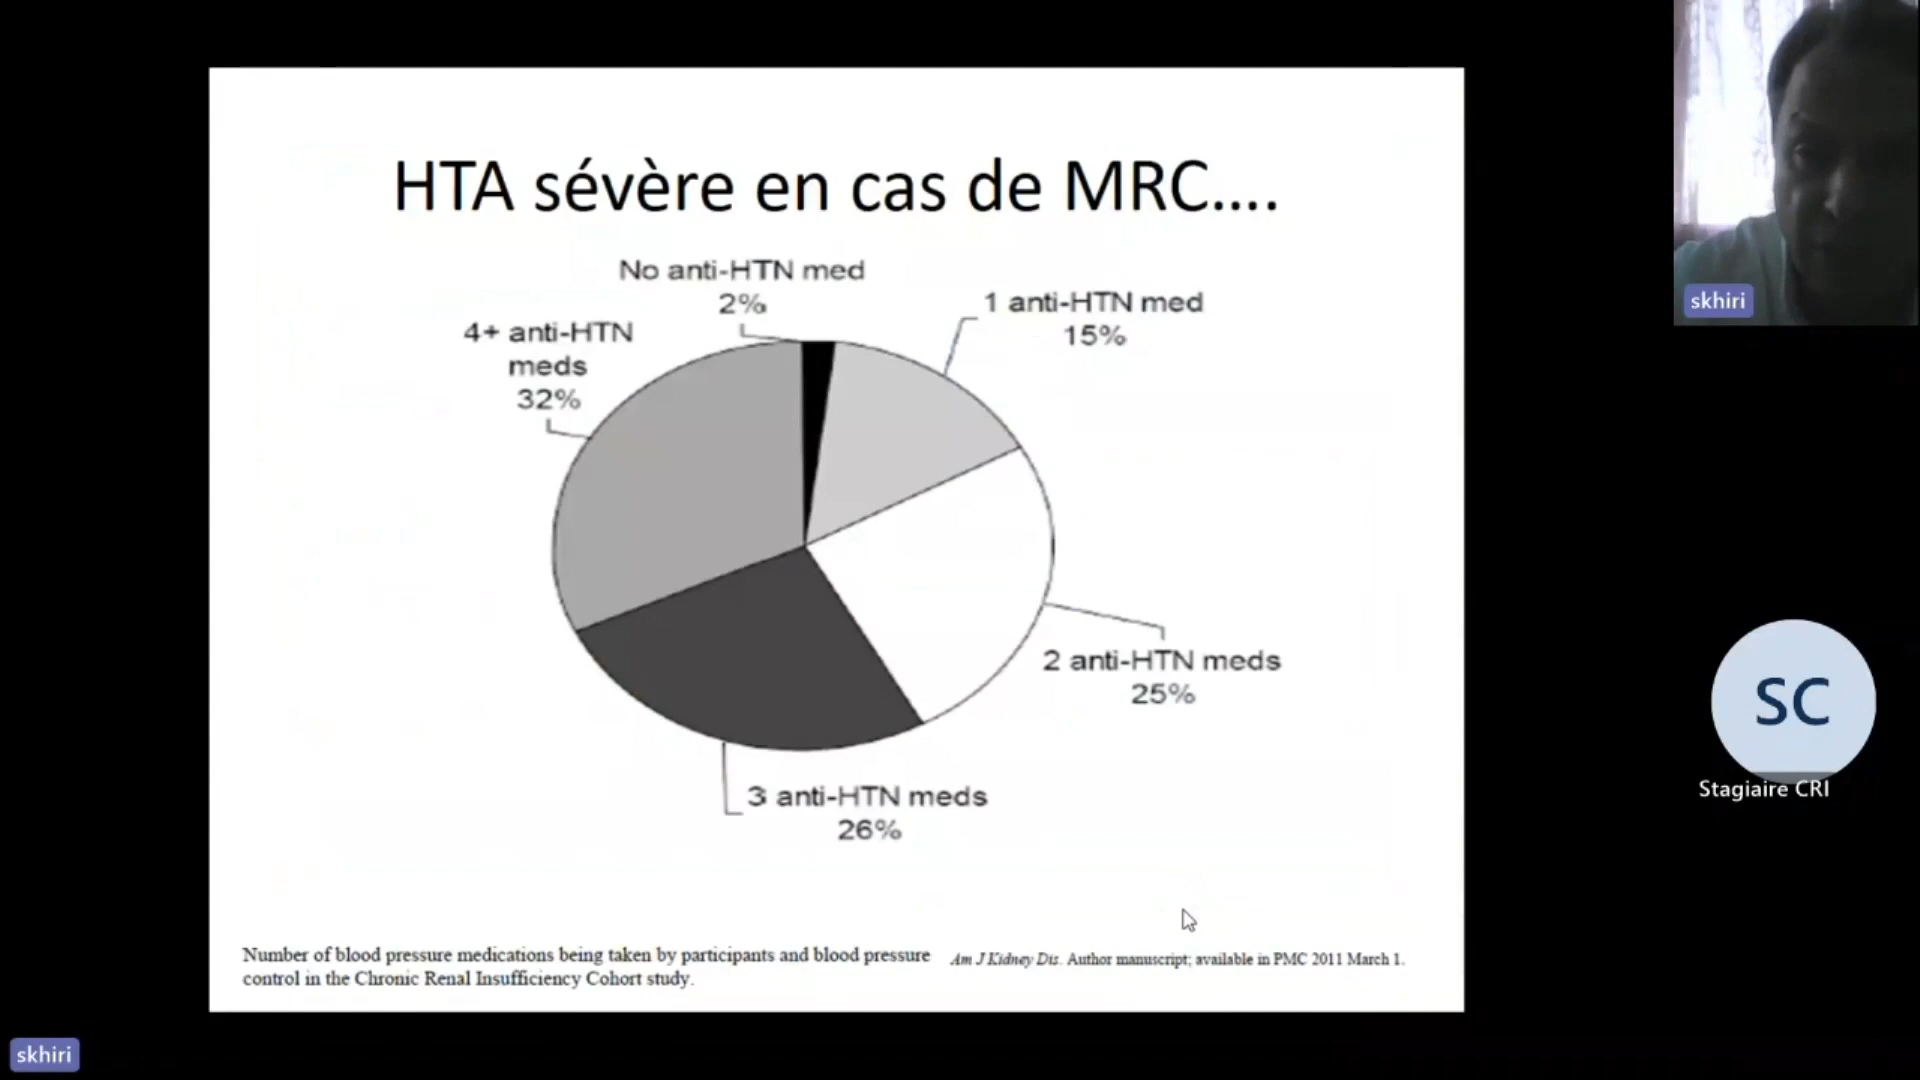 HTA sévère en cas de MRC....
No anti-HTN med
2%
1 anti-HTN med
15%
4+ anti-HTN
meds
32%
2 anti-HTN meds
25%
3 anti-HTN meds
26%
Number of blood pressure medications being taken by participants and blood pressure
control in the Chronic Renal Insufficiency Cohort study.
Am J Kidney Dis. Author manuscript; available in PMC 2011 March 1.
skhiri
SC
Stagiaire CRI
skhiri